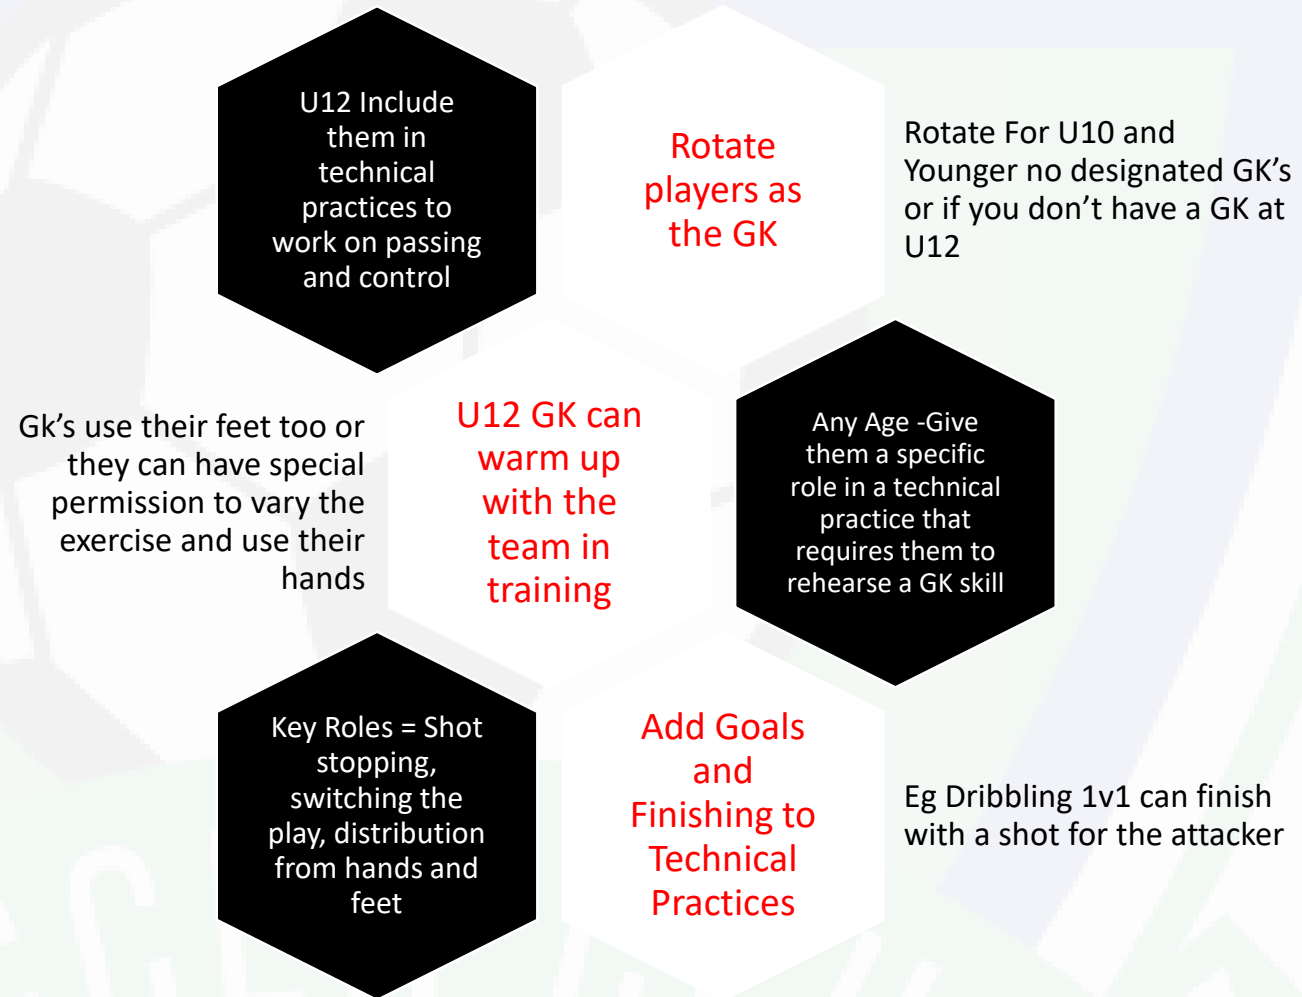 U12 Include
them in
technical
practices to
work on passing
and control
Rotate
players as
the GK
Rotate For U10 and
Younger no designated GK’s
or if you don’t have a GK at
U12
Gk’s use their feet too or
they can have special
permission to vary the
exercise and use their
hands
U12 GK can
warm up
with the
team in
training
Any Age -Give
them a specific
role in a technical
practice that
requires them to
rehearse a GK skill
Key Roles = Shot
stopping,
switching the
play, distribution
from hands and
feet
Add Goals
and
Finishing to
Technical
Practices
Eg Dribbling 1v1 can finish
with a shot for the attacker